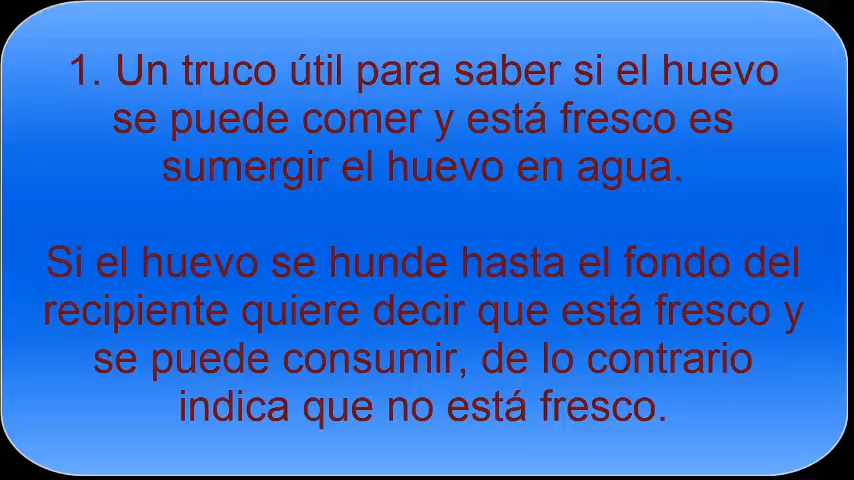 1. Un truco útil para saber si el huevo
se puede comer y está fresco es
sumergir el huevo en agua.
Si el huevo se hunde hasta el fondo del
recipiente quiere decir que está fresco y
se puede consumir, de lo contrario
indica que no está fresco.